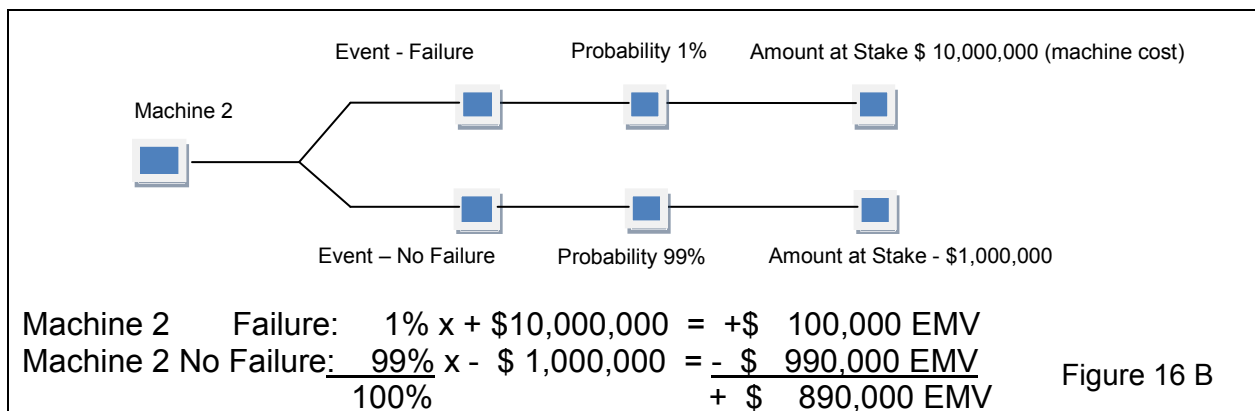 Event - Failure Probability 1% Amount at Stake $ 10,000,000 (machine cost)
Machine 2
Event – No Failure Probability 99% Amount at Stake - $1,000,000
Machine 2 Failure: 1% x + $10,000,000 = +$ 100,000 EMV
Machine 2 No Failure: 99% x - $ 1,000,000 = - $ 990,000 EMV
100% + $ 890,000 EMV
Figure 16 B